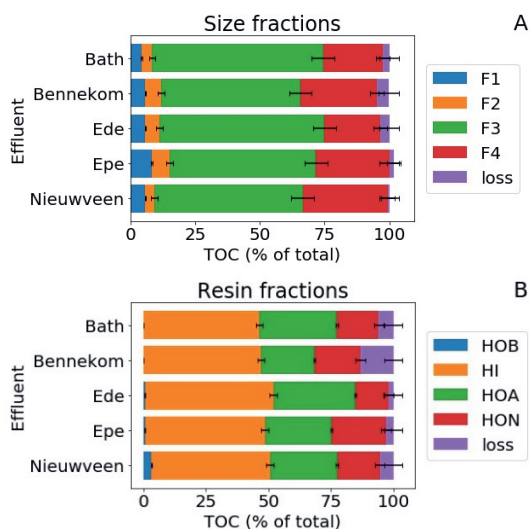 Size fractions
A
Effluent
Bath
Bennekom
Ede
Epe
Nieuwveen
0 25 50 75 100
TOC (% of total)
F1
F2
F3
F4
loss
Resin fractions
B
Effluent
Bath
Bennekom
Ede
Epe
Nieuwveen
0 25 50 75 100
TOC (% of total)
HOB
HI
HOA
HON
loss